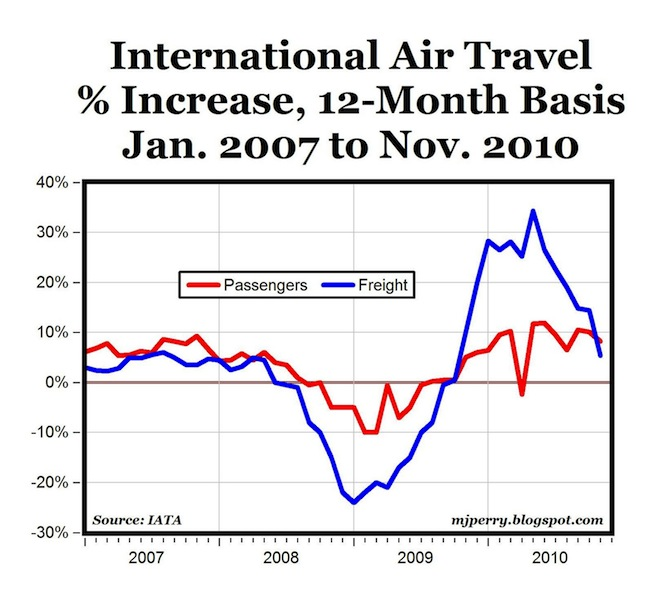 International Air Travel
% Increase, 12-Month Basis
Jan. 2007 to Nov. 2010
40%
30%
20%
10%
0%
-10%
-20%
-30%
Passengers Freight
Source: IATA mjperry.blogspot.com
2007 2008 2009 2010